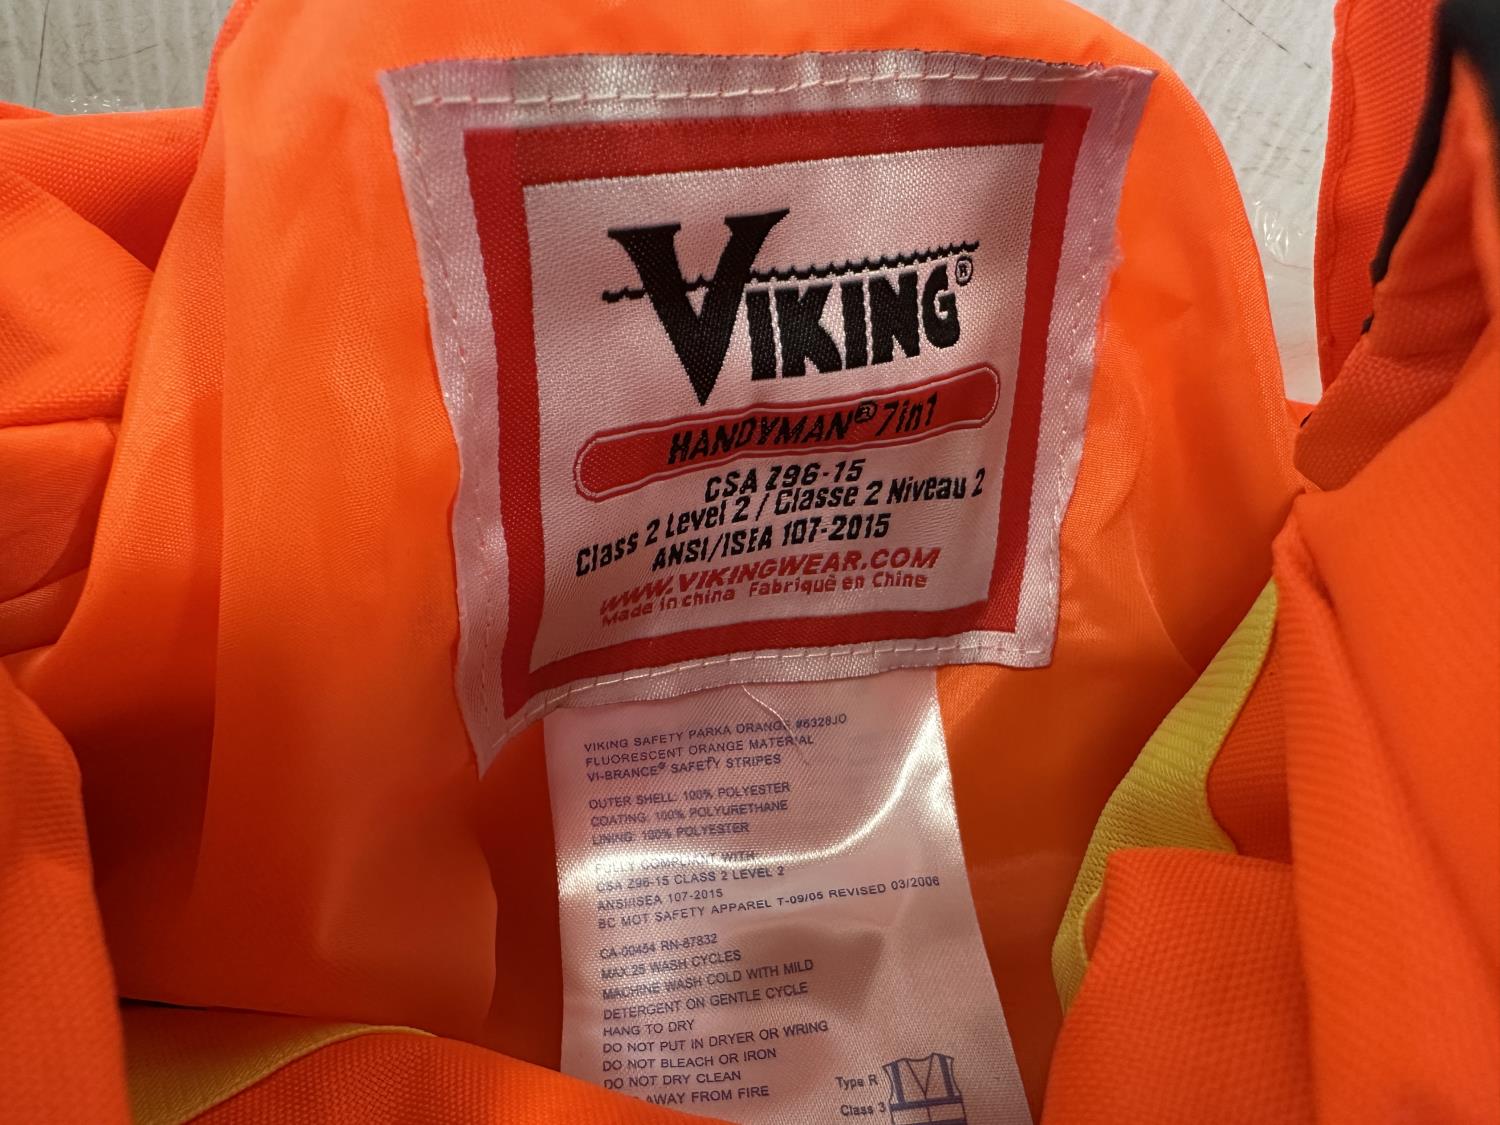 VIKING®
HANDYMAN® 7in1
CSA Z96-15
Class 2 Level 2 / Classe 2 Niveau 2
ANSI/ISEA 107-2015
WWW.VIKINGWEAR.COM
Made in china Fabriquê en Chine
VIKING SAFETY PARKA ORANGE #6328JO
FLUORESCENT ORANGE MATERIAL
VI-BRANCE® SAFETY STRIPES
OUTER SHELL: 100% POLYESTER
COATING: 100% POLYURETHANE
LINING: 100% POLYESTER
FULLY COMPLIANT WITH
CSA Z96-15 CLASS 2 LEVEL 2
ANSI/ISEA 107-2015
BC MOT SAFETY APPAREL T-09/05 REVISED 03/2006
CA-00454 RN-87832
MAX 25 WASH CYCLES
MACHINE WASH COLD WITH MILD
DETERGENT ON GENTLE CYCLE
HANG TO DRY
DO NOT PUT IN DRYER OR WRING
DO NOT BLEACH OR IRON
DO NOT DRY CLEAN
AWAY FROM FIRE
Type R
Class 3